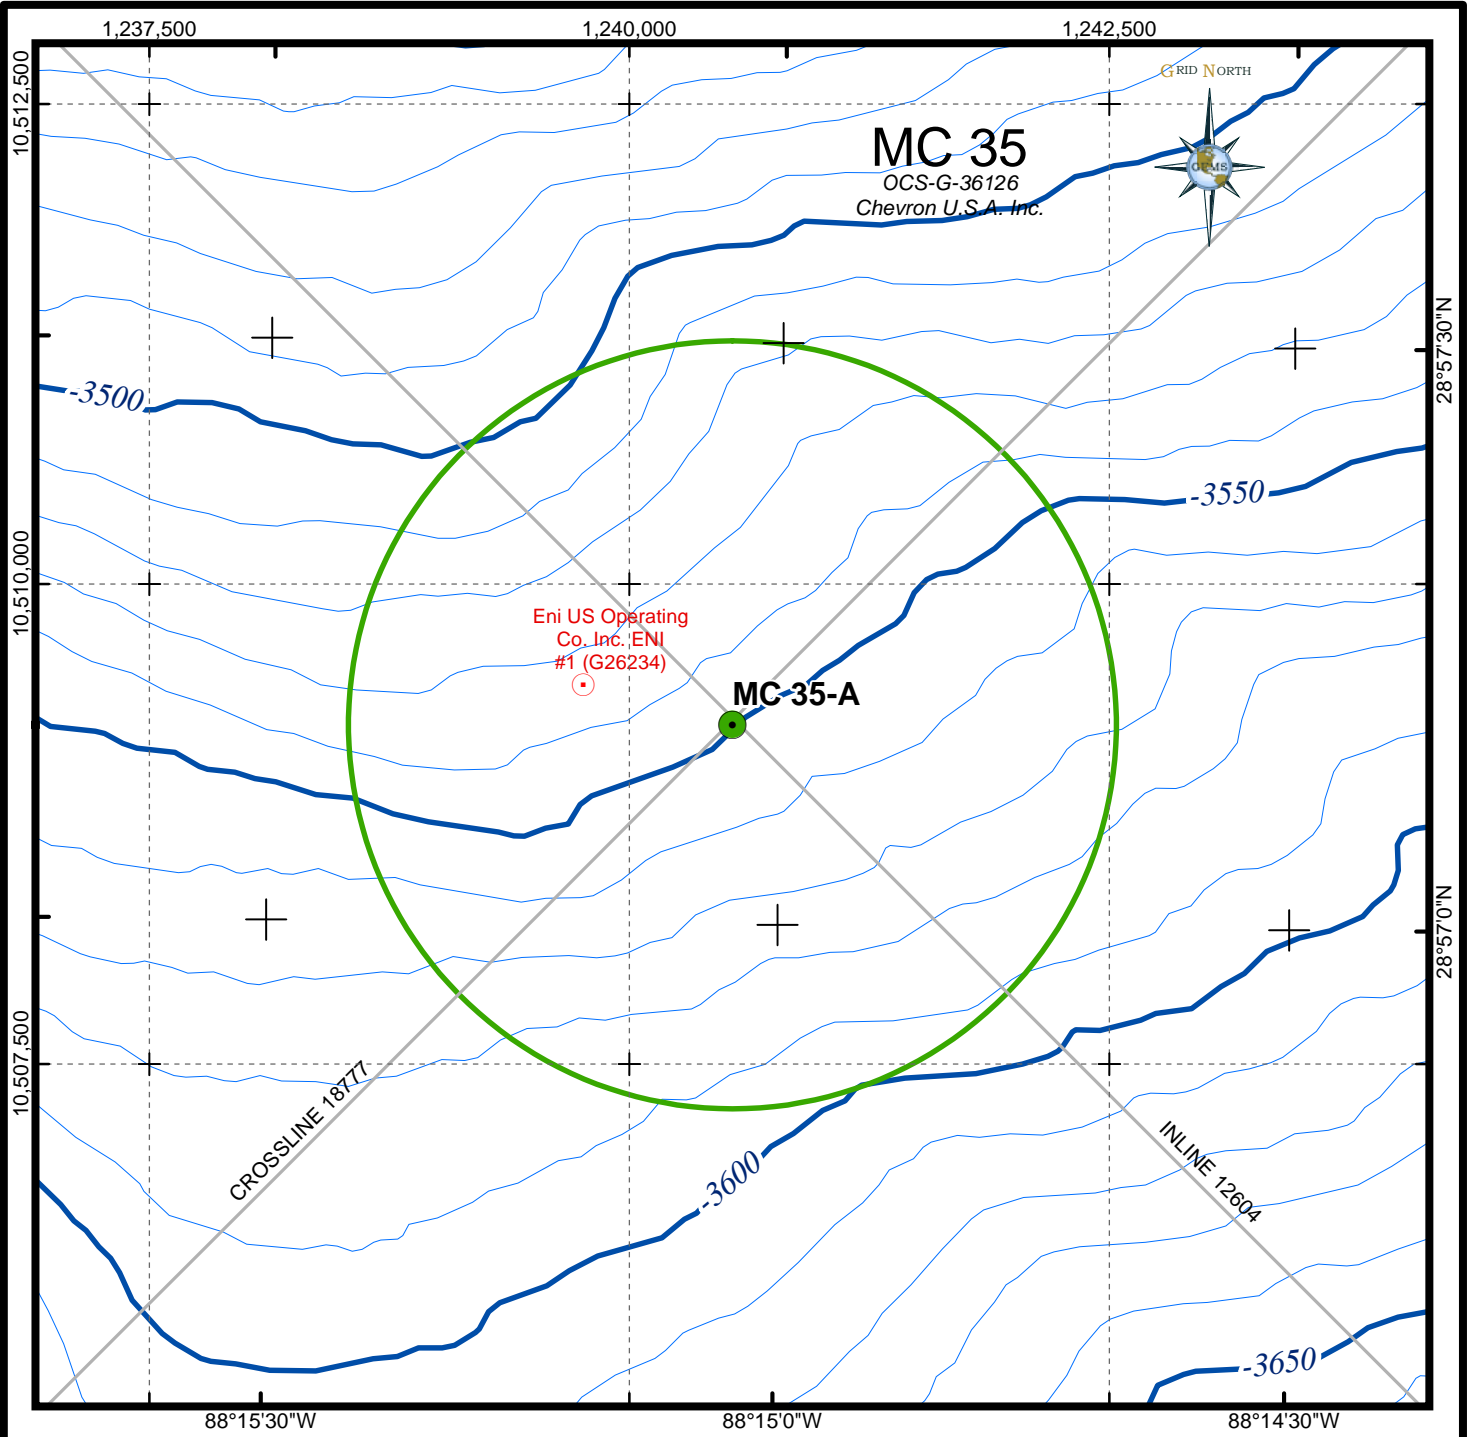 1,237,500
1,240,000
1,242,500
10,512,500
GRID NORTH
GEMS
MC 35
OCS-G-36126
Chevron U.S.A. Inc.
28°57'30"N
-3500
-3550
10,510,000
Eni US Operating
Co. Inc. ENI
#1 (G26234)
MC 35-A
28°57'0"N
10,507,500
CROSSLINE 18777
INLINE 12604
-3600
-3650
88°15'30"W
88°15'0"W
88°14'30"W